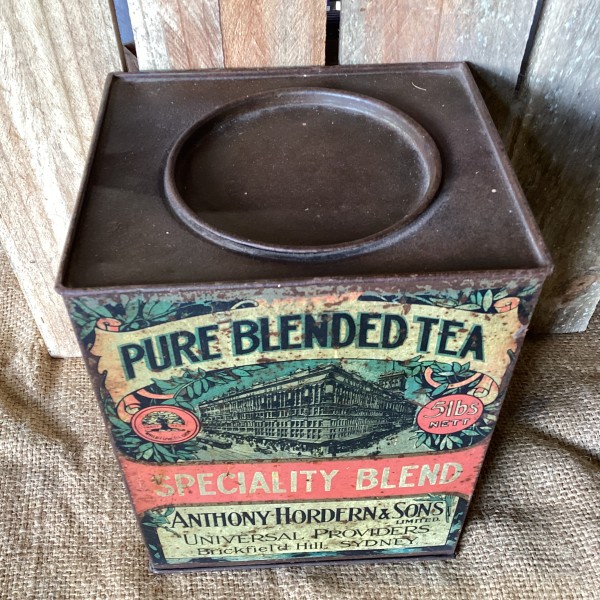 PURE BLENDED TEA
5lbs
NETT
SPECIALITY BLEND
ANTHONY HORDERN & SONS
LIMITED.
UNIVERSAL PROVIDERS
Brickfield Hill, SYDNEY